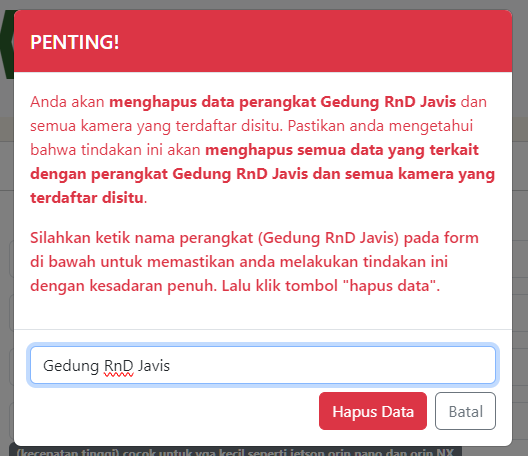 PENTING!
Anda akan menghapus data perangkat Gedung RnD Javis dan
semua kamera yang terdaftar disitu. Pastikan anda mengetahui
bahwa tindakan ini akan menghapus semua data yang terkait
dengan perangkat Gedung RnD Javis dan semua kamera yang
terdaftar disitu.
Silahkan ketik nama perangkat (Gedung RnD Javis) pada form
di bawah untuk memastikan anda melakukan tindakan ini
dengan kesadaran penuh. Lalu klik tombol "hapus data".
Gedung RnD Javis
Hapus Data
Batal
(kecepatan tinggi) cocok untuk vga kecil seperti jetson orin nano dan orin NX